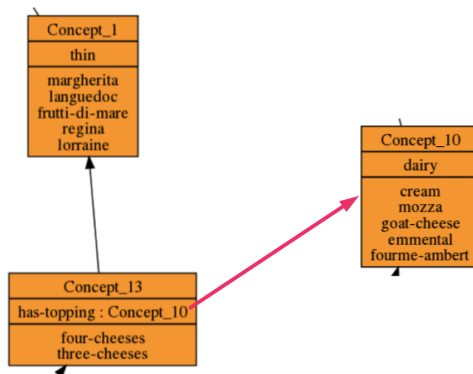 Concept_1
thin
margherita
languedoc
frutti-di-mare
regina
lorraine
Concept_10
dairy
cream
mozza
goat-cheese
emmental
fourme-ambert
Concept_13
has-topping : Concept_10
four-cheeses
three-cheeses